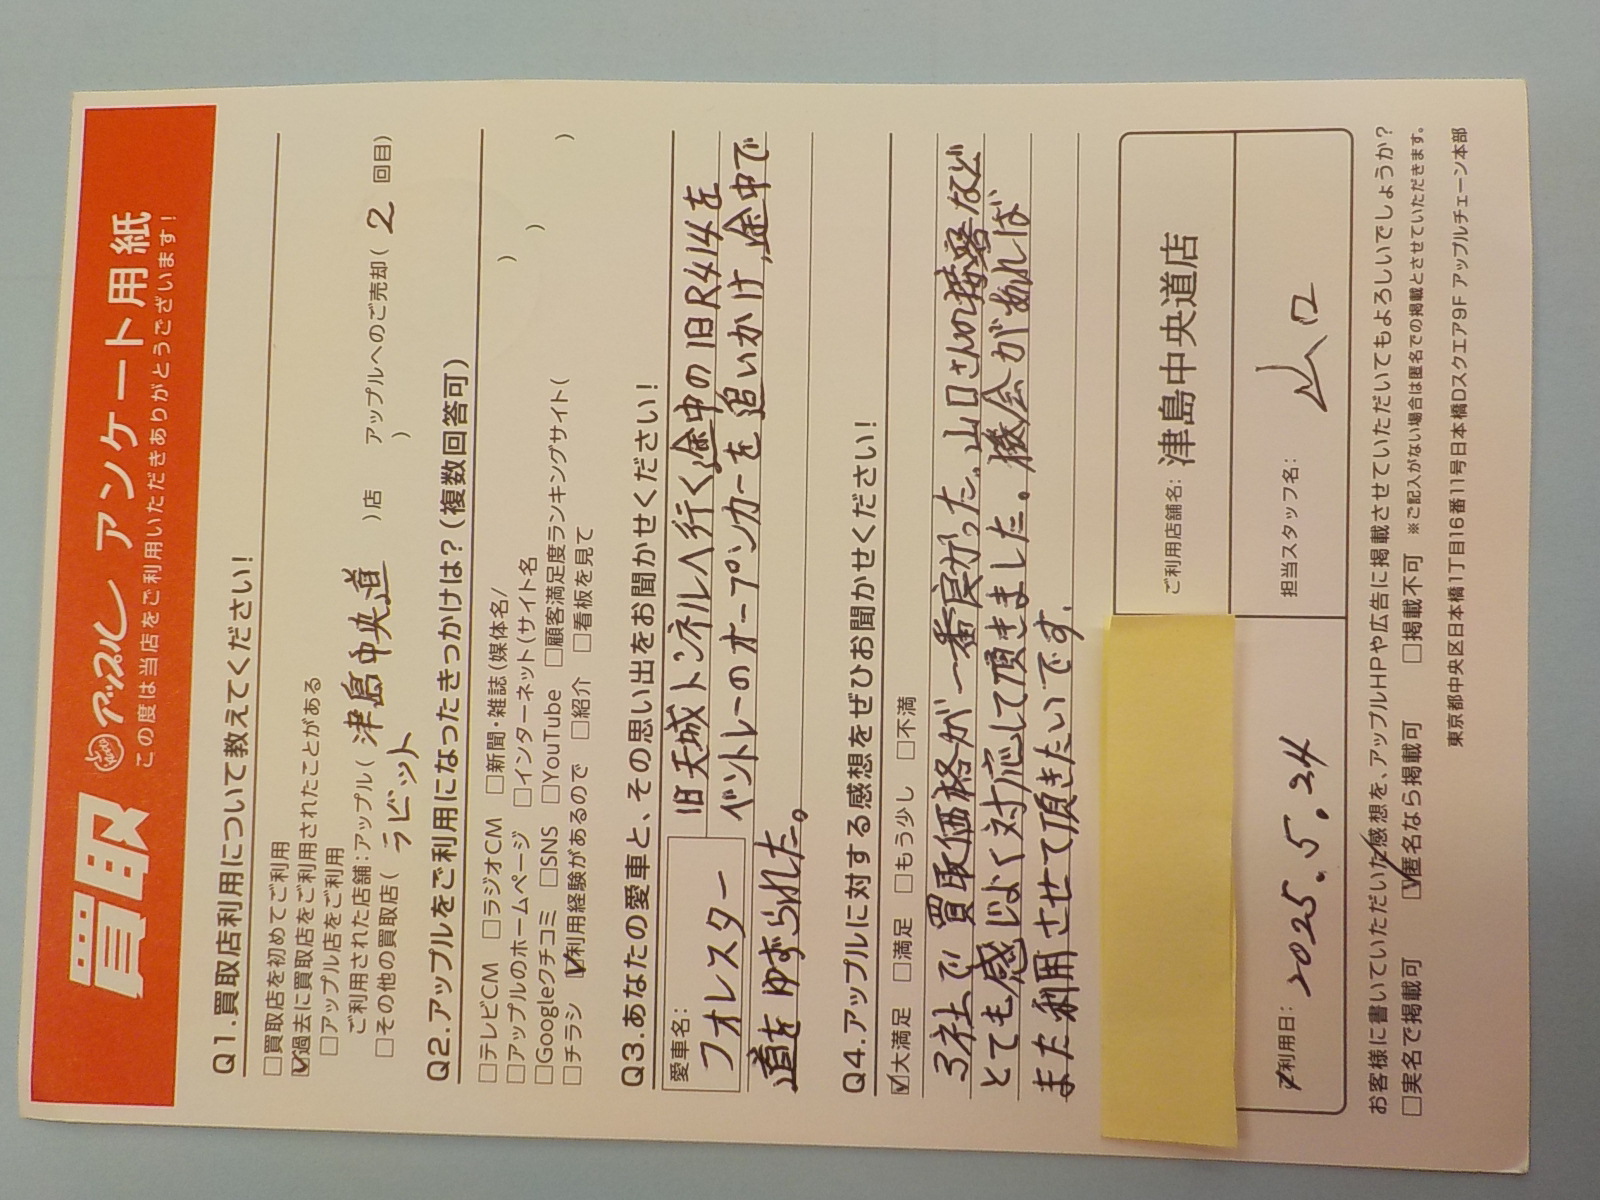 買取 アップル アンケート用紙
この度は当店をご利用いただきありがとうございます！
Q1.買取店利用について教えてください！
□買取店を初めてご利用
☑過去に買取店をご利用されたことがある
□アップル店をご利用
ご利用された店舗：アップル（ 津島中央道 ）店 アップルへのご売却（ 2 回目）
□その他の買取店（ ラビット ）
Q2.アップルをご利用になったきっかけは？（複数回答可）
□テレビCM □ラジオCM □新聞・雑誌（媒体名/ ）
□アップルのホームページ □インターネット（サイト名 ）
□Googleクチコミ □SNS □YouTube □顧客満足度ランキングサイト（ ）
□チラシ ☑利用経験があるので □紹介 □看板を見て
Q3.あなたの愛車と、その思い出をお聞かせください！
愛車名：
フオレスター
旧天城トンネルへ行く途中の旧R414を
ベントレーのオープンカーを追いかけ、途中で
道をゆずられた。
Q4.アップルに対する感想をぜひお聞かせください！
☑大満足 □満足 □もう少し □不満
3社で買取価格が一番良かった、山口さんの接客など
とても感じよく対応して頂きました。機会があれば
また利用させて頂きたいです.
ご利用店舗名： 津島中央道店
ご利用日： 2025.5.24
担当スタッフ名： 山口
お客様に書いていただいた感想を、アップルHPや広告に掲載させていただいてもよろしいでしょうか？
□実名で掲載可 ☑匿名なら掲載可 □掲載不可 ※ご記入がない場合は匿名での掲載とさせていただきます。
東京都中央区日本橋1丁目16番11号日本橋Dスクエア9F アップルチェーン本部